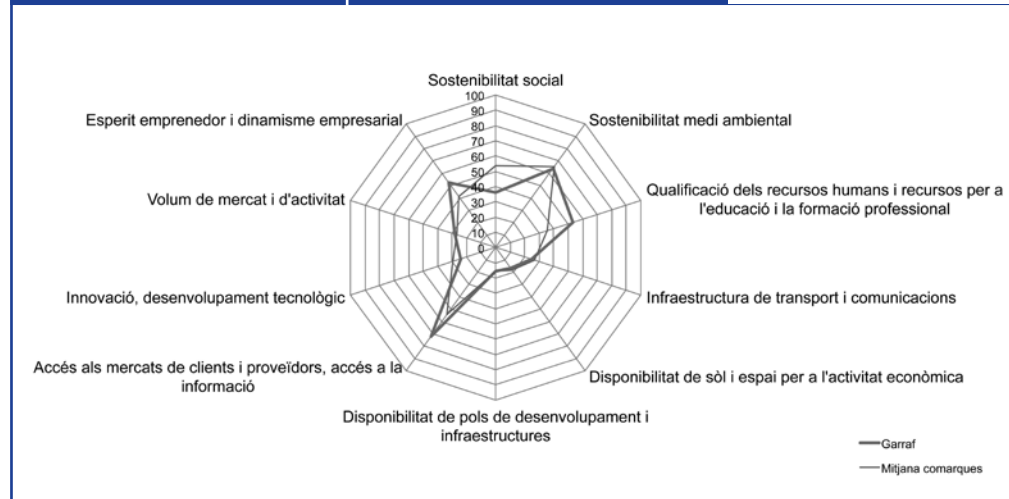 Sostenibilitat social
100
90
80
70
60
50
40
30
20
10
0
Sostenibilitat medi ambiental
Qualificació dels recursos humans i recursos per a
l'educació i la formació professional
Infraestructura de transport i comunicacions
Disponibilitat de sòl i espai per a l'activitat econòmica
Disponibilitat de pols de desenvolupament i
infraestructures
Accés als mercats de clients i proveïdors, accés a la
informació
Innovació, desenvolupament tecnològic
Volum de mercat i d'activitat
Esperit emprenedor i dinamisme empresarial
Garraf
Mitjana comarques